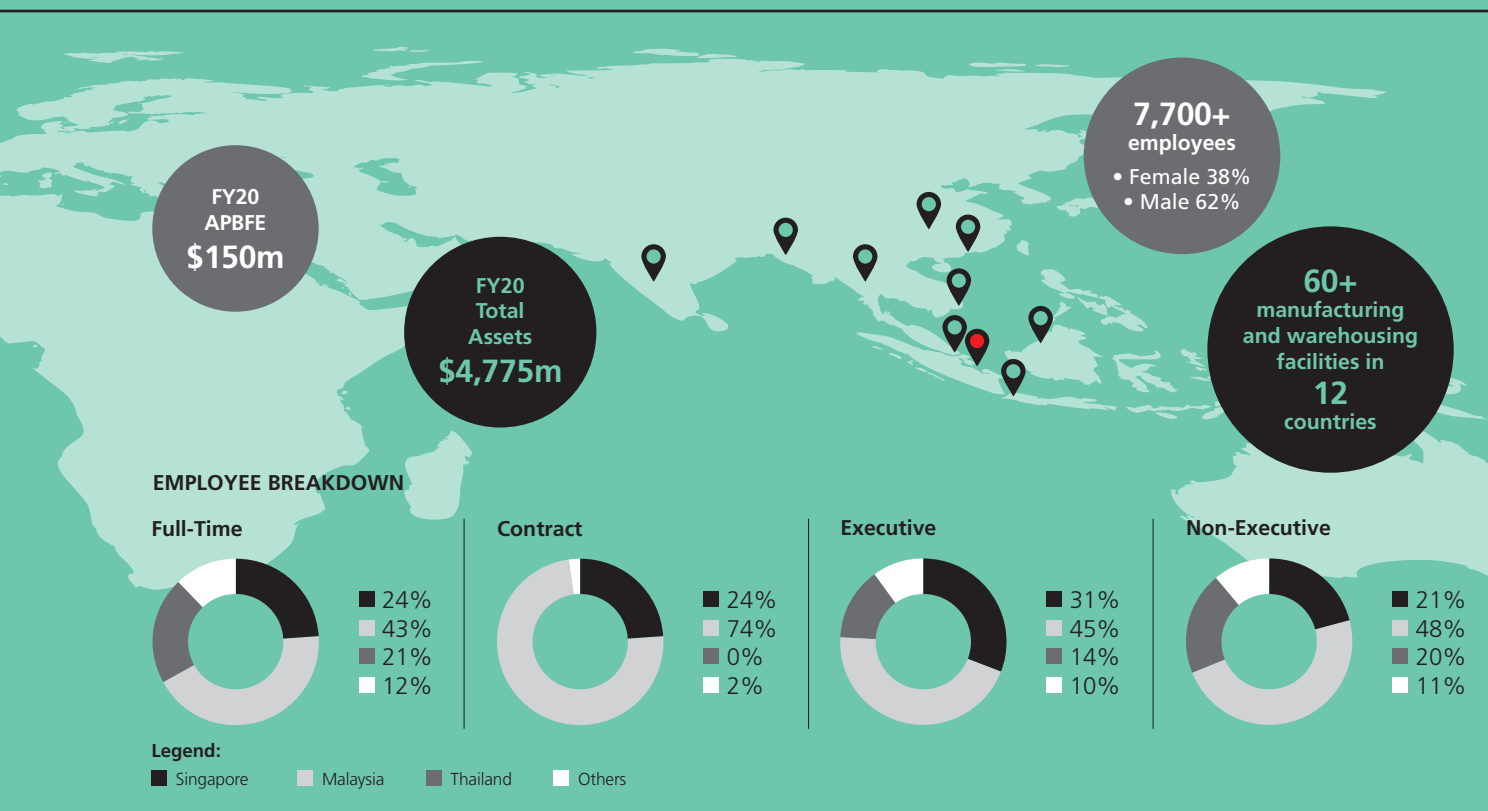 7,700+
employees
• Female 38%
• Male 62%
FY20
APBFE
$150m
FY20
Total
Assets
$4,775m
60+
manufacturing
and warehousing
facilities in
12
countries
EMPLOYEE BREAKDOWN
Full-Time
24%
43%
21%
12%
Contract
24%
74%
0%
2%
Executive
31%
45%
14%
10%
Non-Executive
21%
48%
20%
11%
Legend:
Singapore Malaysia Thailand Others